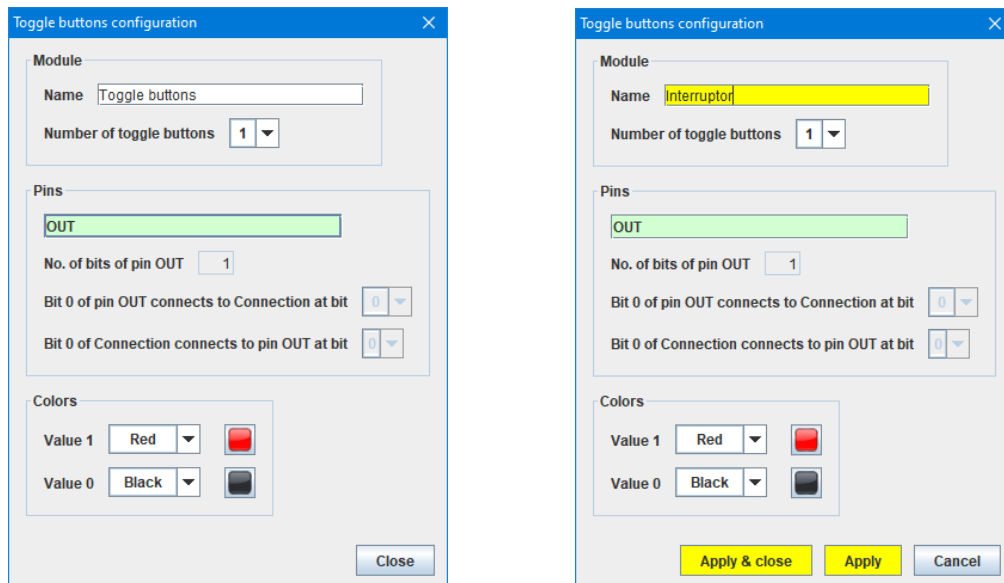 Toggle buttons configuration
Module
Name Toggle buttons
Number of toggle buttons 1
Pins
OUT
No. of bits of pin OUT 1
Bit 0 of pin OUT connects to Connection at bit 0
Bit 0 of Connection connects to pin OUT at bit 0
Colors
Value 1 Red
Value 0 Black
Close
Toggle buttons configuration
Module
Name Interruptor
Number of toggle buttons 1
Pins
OUT
No. of bits of pin OUT 1
Bit 0 of pin OUT connects to Connection at bit 0
Bit 0 of Connection connects to pin OUT at bit 0
Colors
Value 1 Red
Value 0 Black
Apply & close Apply Cancel